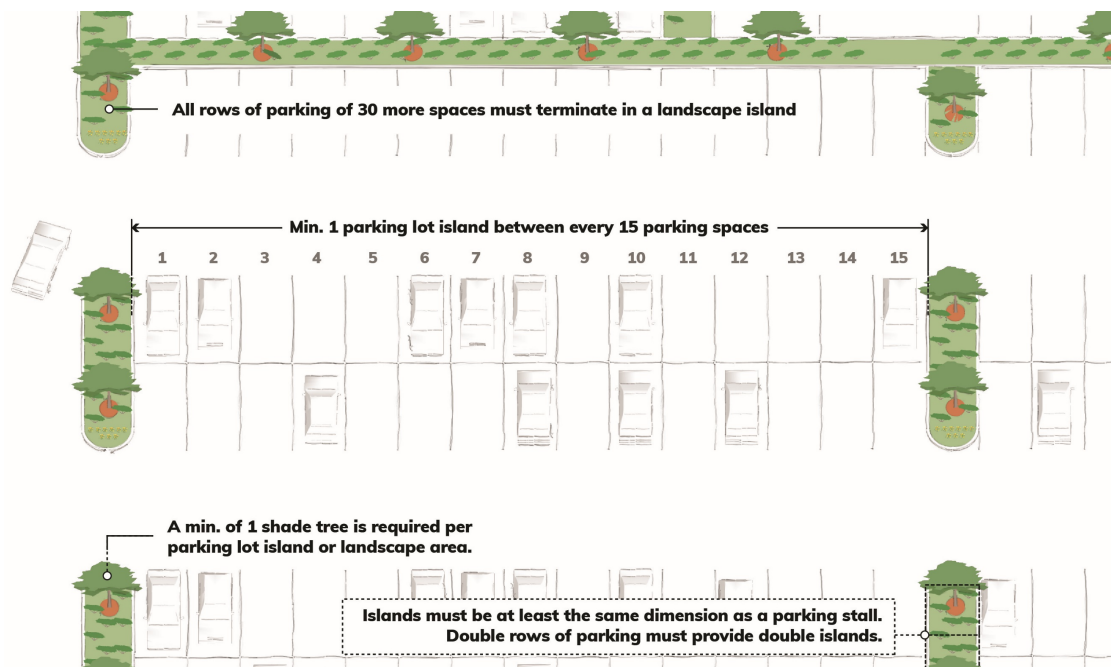 All rows of parking of 30 more spaces must terminate in a landscape island
Min. 1 parking lot island between every 15 parking spaces
1 2 3 4 5 6 7 8 9 10 11 12 13 14 15
A min. of 1 shade tree is required per
parking lot island or landscape area.
Islands must be at least the same dimension as a parking stall.
Double rows of parking must provide double islands.